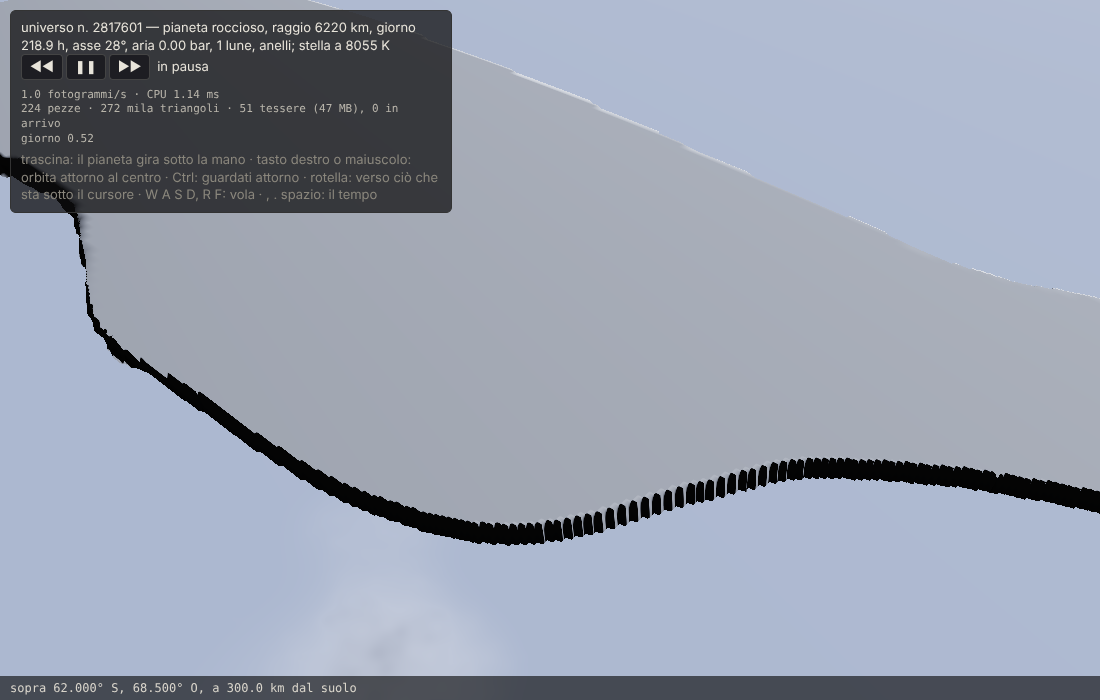 universo n. 2817601 — pianeta roccioso, raggio 6220 km, giorno
218.9 h, asse 28°, aria 0.00 bar, 1 lune, anelli; stella a 8055 K
in pausa
1.0 fotogrammi/s · CPU 1.14 ms
224 pezze · 272 mila triangoli · 51 tessere (47 MB), 0 in
arrivo
giorno 0.52
trascina: il pianeta gira sotto la mano · tasto destro o maiuscolo:
orbita attorno al centro · Ctrl: guardati attorno · rotella: verso ciò che
sta sotto il cursore · W A S D, R F: vola · , . spazio: il tempo
sopra 62.000° S, 68.500° O, a 300.0 km dal suolo